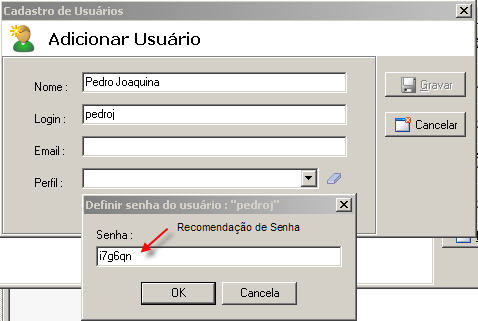 Cadastro de Usuários
Adicionar Usuário
Nome :
Pedro Joaquina
Login :
pedroj
Email :
Perfil :
Gravar
Cancelar
Definir senha do usuário : "pedroj"
Senha :
Recomendação de Senha
i7g6qn
OK
Cancela